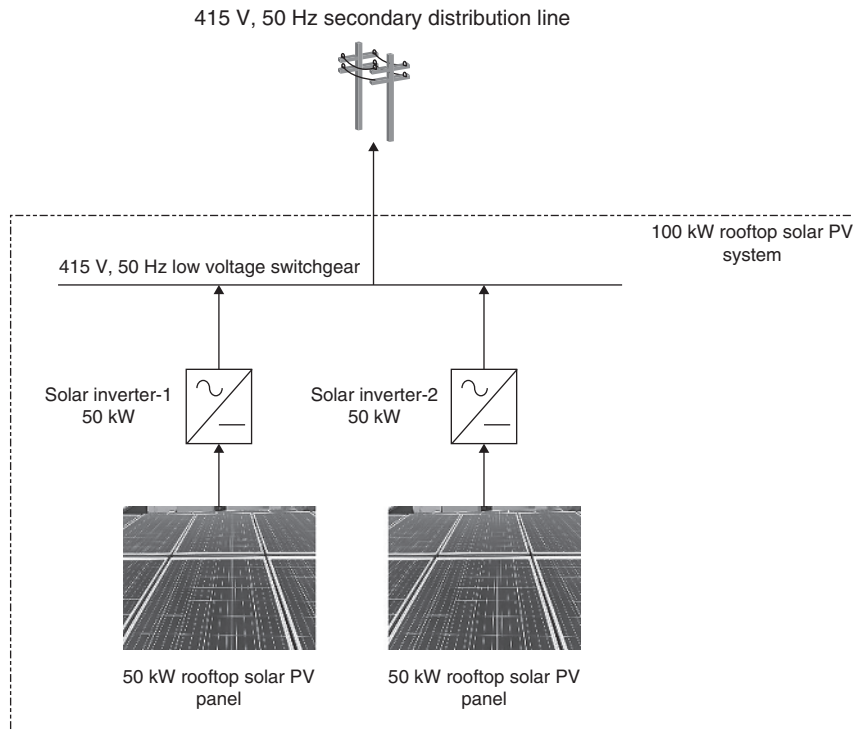 415 V, 50 Hz secondary distribution line
100 kW rooftop solar PV
system
415 V, 50 Hz low voltage switchgear
Solar inverter-1
50 kW
Solar inverter-2
50 kW
50 kW rooftop solar PV
panel
50 kW rooftop solar PV
panel